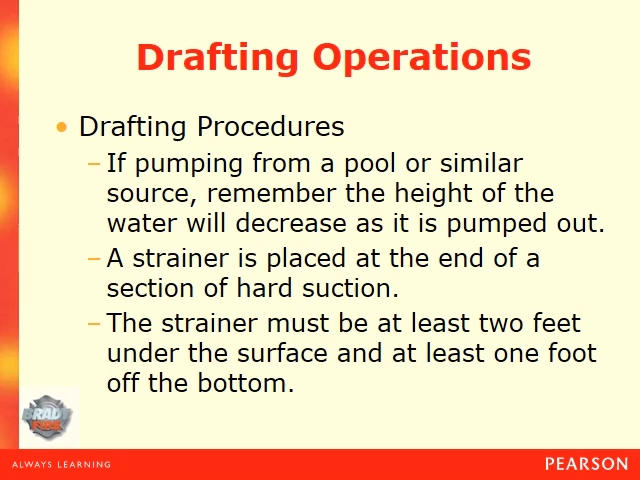 Drafting Operations
• Drafting Procedures
– If pumping from a pool or similar
source, remember the height of the
water will decrease as it is pumped out.
– A strainer is placed at the end of a
section of hard suction.
– The strainer must be at least two feet
under the surface and at least one foot
off the bottom.
BRADY
FIRE
ALWAYS LEARNING
PEARSON